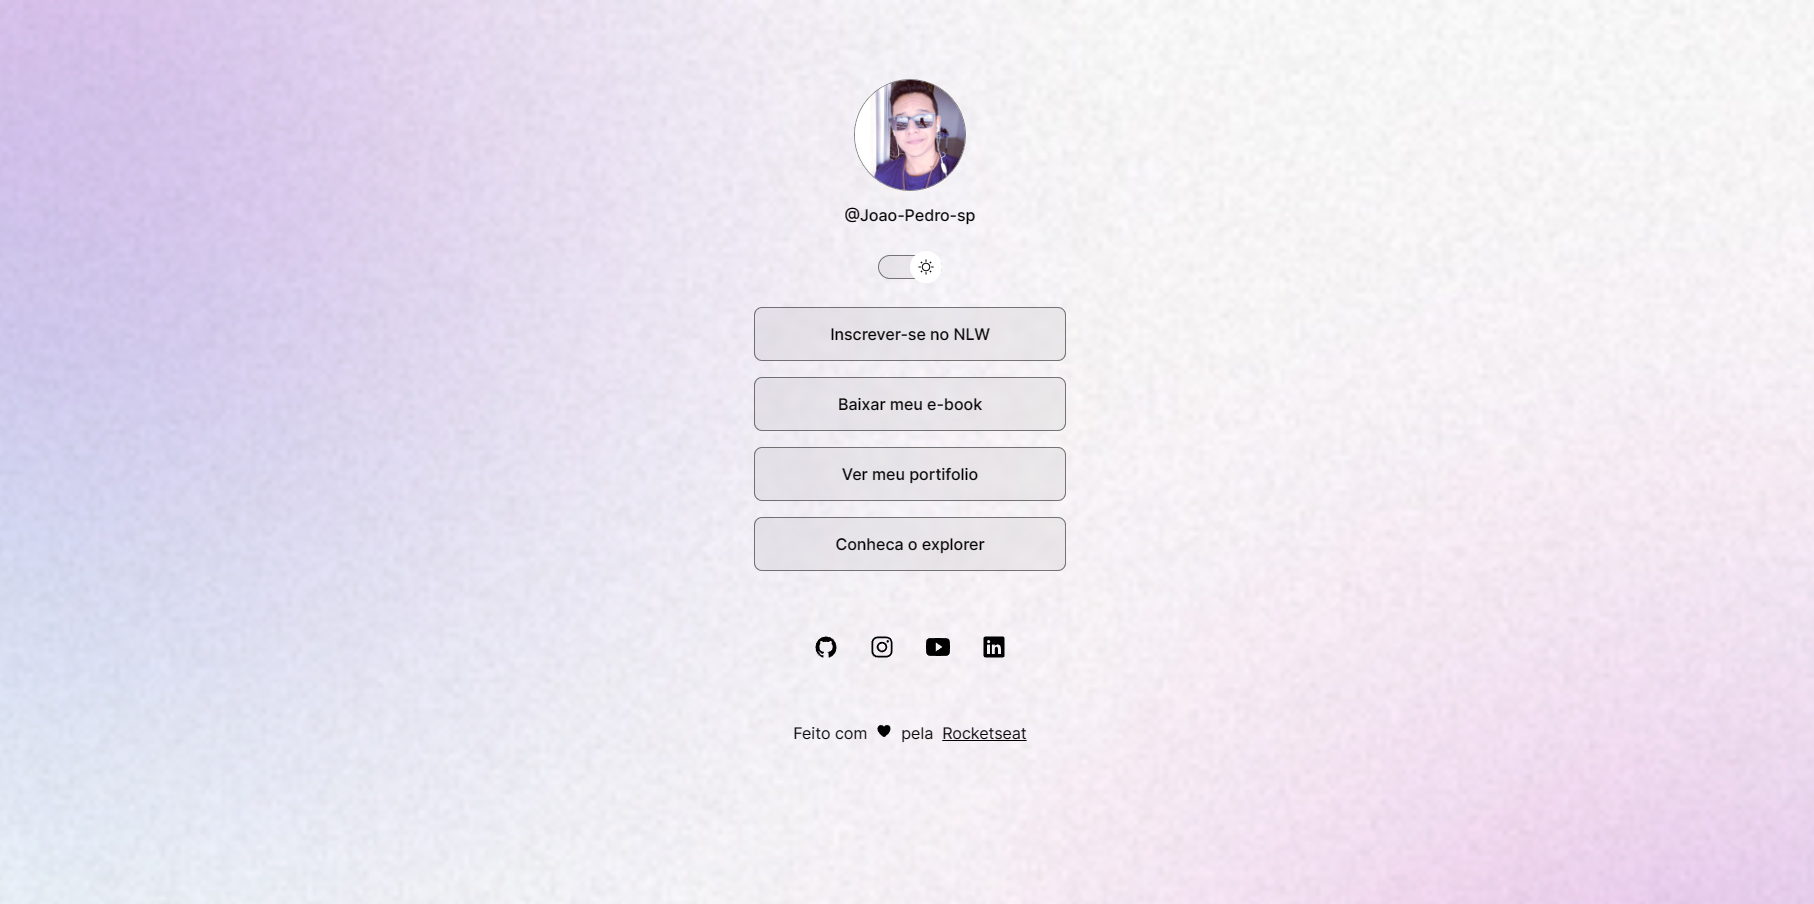 @Joao-Pedro-sp
Inscrever-se no NLW
Baixar meu e-book
Ver meu portifolio
Conheca o explorer
Feito com pela Rocketseat